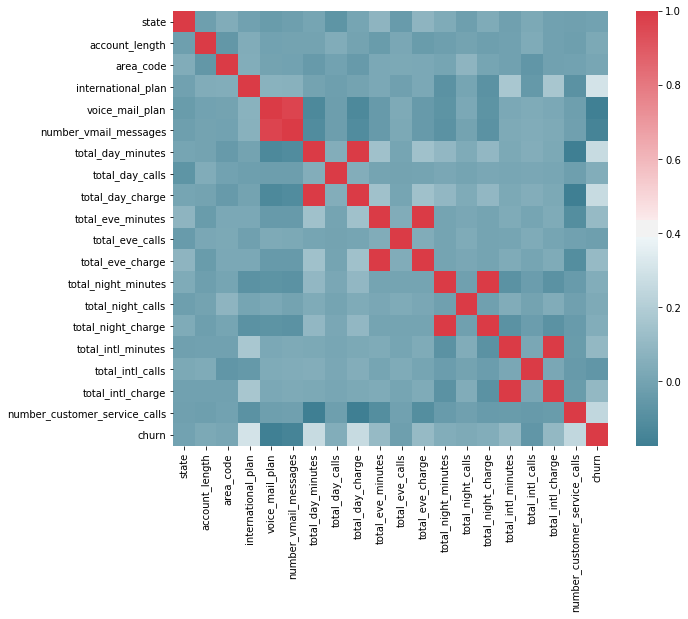 state
account_length
area_code
international_plan
voice_mail_plan
number_vmail_messages
total_day_minutes
total_day_calls
total_day_charge
total_eve_minutes
total_eve_calls
total_eve_charge
total_night_minutes
total_night_calls
total_night_charge
total_intl_minutes
total_intl_calls
total_intl_charge
number_customer_service_calls
churn
state
account_length
area_code
international_plan
voice_mail_plan
number_vmail_messages
total_day_minutes
total_day_calls
total_day_charge
total_eve_minutes
total_eve_calls
total_eve_charge
total_night_minutes
total_night_calls
total_night_charge
total_intl_minutes
total_intl_calls
total_intl_charge
number_customer_service_calls
churn
1.0
0.8
0.6
0.4
0.2
0.0